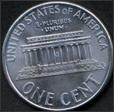 UNITED STATES OF AMERICA
E·PLURIBUS
UNUM
ONE CENT